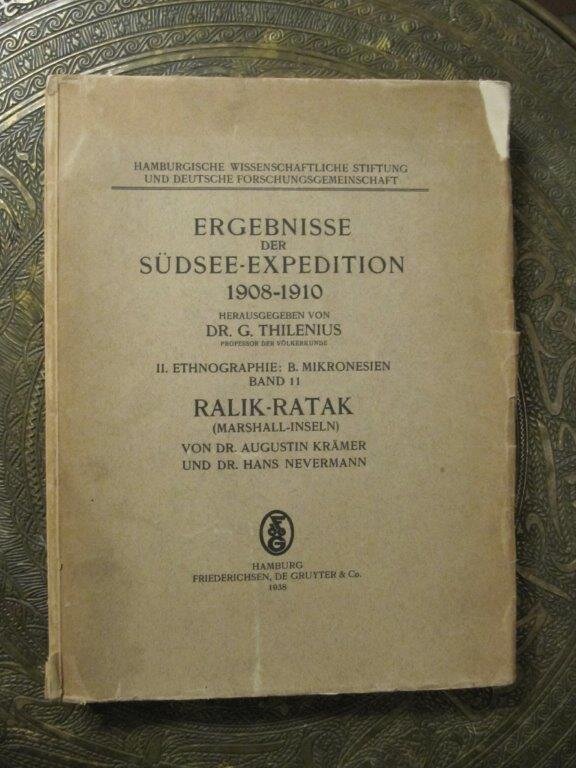 HAMBURGISCHE WISSENSCHAFTLICHE STIFTUNG
UND DEUTSCHE FORSCHUNGSGEMEINSCHAFT
ERGEBNISSE
DER
SÜDSEE-EXPEDITION
1908-1910
HERAUSGEGEBEN VON
DR. G. THILENIUS
PROFESSOR DER VÖLKERKUNDE
II. ETHNOGRAPHIE: B. MIKRONESIEN
BAND 11
RALIK-RATAK
(MARSHALL-INSELN)
VON DR. AUGUSTIN KRÄMER
UND DR. HANS NEVERMANN
HAMBURG
FRIEDERICHSEN, DE GRUYTER & Co.
1938